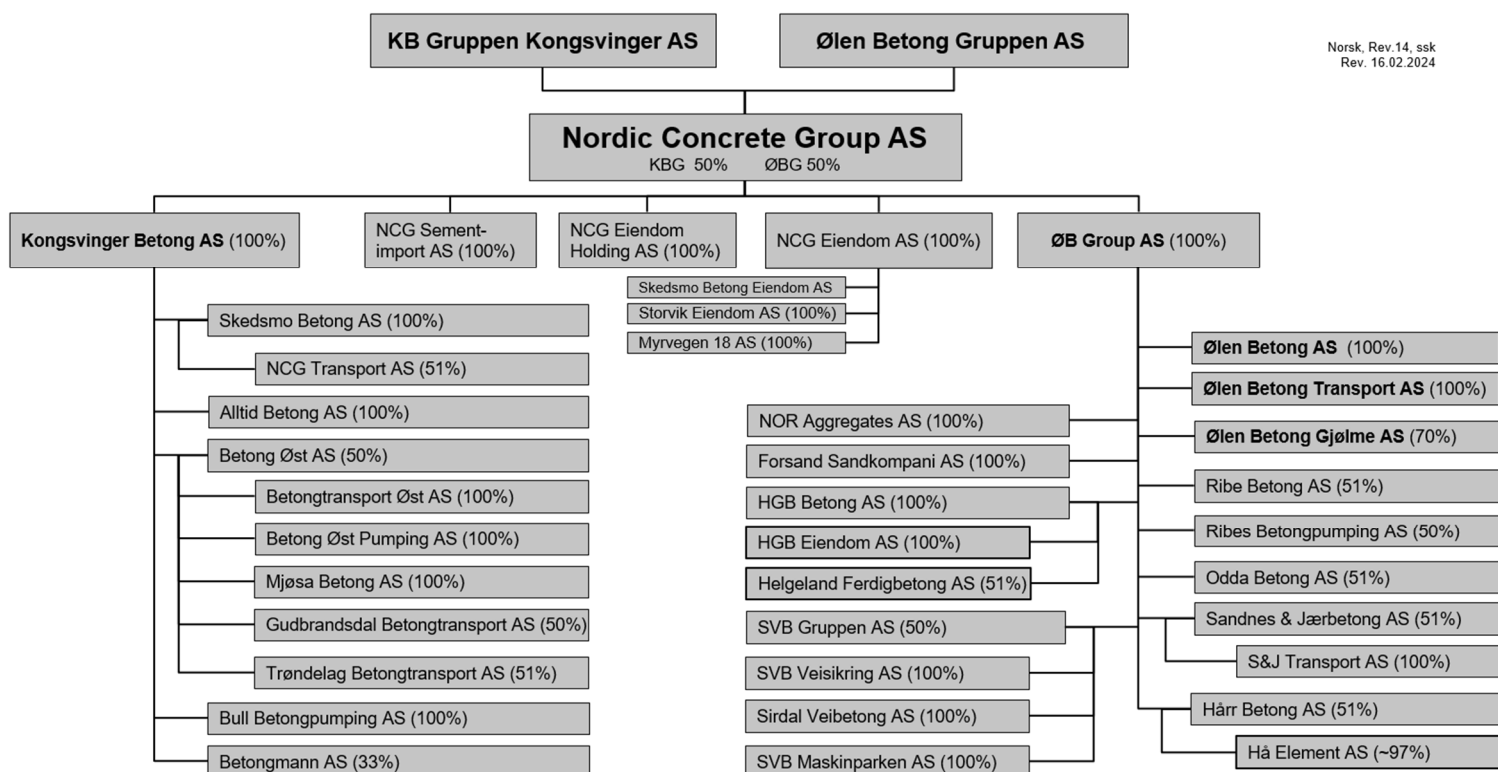 KB Gruppen Kongsvinger AS
Ølen Betong Gruppen AS
Norsk, Rev.14, ssk
Rev. 16.02.2024
Nordic Concrete Group AS
KBG 50% ØBG 50%
Kongsvinger Betong AS (100%)
NCG Sement-
import AS (100%)
NCG Eiendom
Holding AS (100%)
NCG Eiendom AS (100%)
ØB Group AS (100%)
Skedsmo Betong AS (100%)
NCG Transport AS (51%)
Alltid Betong AS (100%)
Betong Øst AS (50%)
Betongtransport Øst AS (100%)
Betong Øst Pumping AS (100%)
Mjøsa Betong AS (100%)
Gudbrandsdal Betongtransport AS (50%)
Trøndelag Betongtransport AS (51%)
Bull Betongpumping AS (100%)
Betongmann AS (33%)
Skedsmo Betong Eiendom AS
Storvik Eiendom AS (100%)
Myrvegen 18 AS (100%)
NOR Aggregates AS (100%)
Forsand Sandkompani AS (100%)
HGB Betong AS (100%)
HGB Eiendom AS (100%)
Helgeland Ferdigbetong AS (51%)
SVB Gruppen AS (50%)
SVB Veisikring AS (100%)
Sirdal Veibetong AS (100%)
SVB Maskinparken AS (100%)
Ølen Betong AS (100%)
Ølen Betong Transport AS (100%)
Ølen Betong Gjølme AS (70%)
Ribe Betong AS (51%)
Ribes Betongpumping AS (50%)
Odda Betong AS (51%)
Sandnes & Jærbetong AS (51%)
S&J Transport AS (100%)
Hårr Betong AS (51%)
Hå Element AS (~97%)